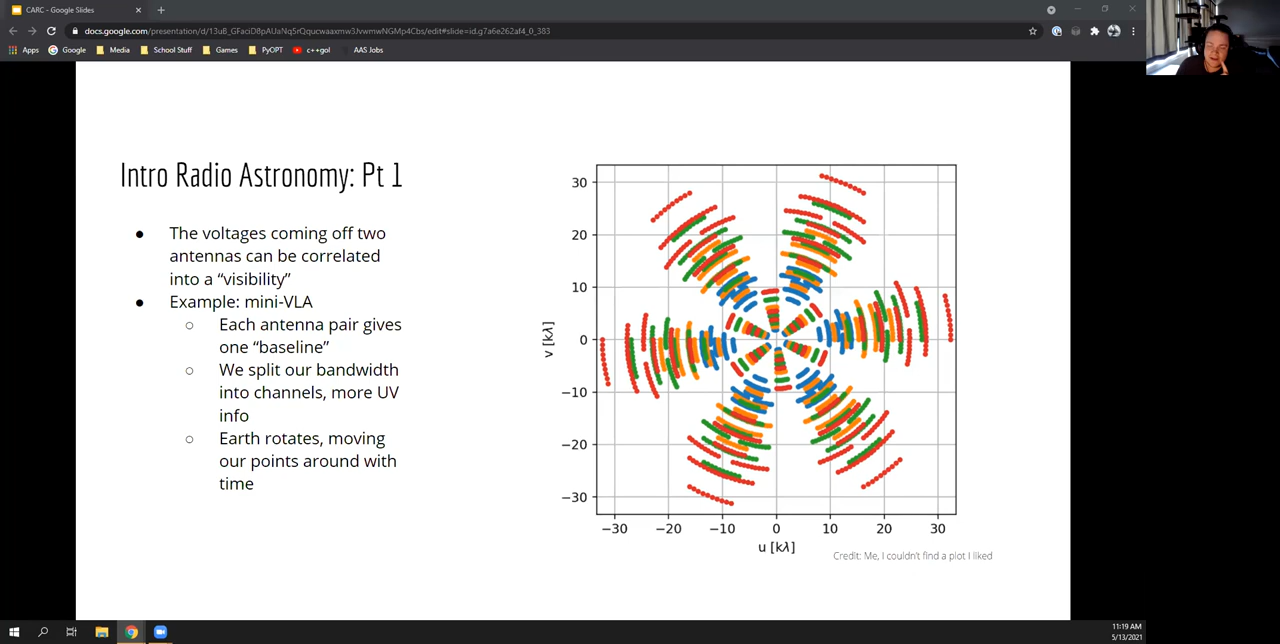 CARC - Google Slides
docs.google.com/presentation/d/13u8_GFaciD8pAUaNq5rQqucwaaxmw3JvwmwNGMp4Cbs/edit#slide=id.g7a6e262af4_0_383
Apps Google Media School Stuff Games PyOPT c++gol AAS Jobs
Intro Radio Astronomy: Pt 1
● The voltages coming off two
antennas can be correlated
into a “visibility”
● Example: mini-VLA
○ Each antenna pair gives
one “baseline”
○ We split our bandwidth
into channels, more UV
info
○ Earth rotates, moving
our points around with
time
30
20
10
0
−10
−20
−30
v [kλ]
−30 −20 −10 0 10 20 30
u [kλ]
Credit: Me, I couldn't find a plot I liked
11:19 AM
5/13/2021